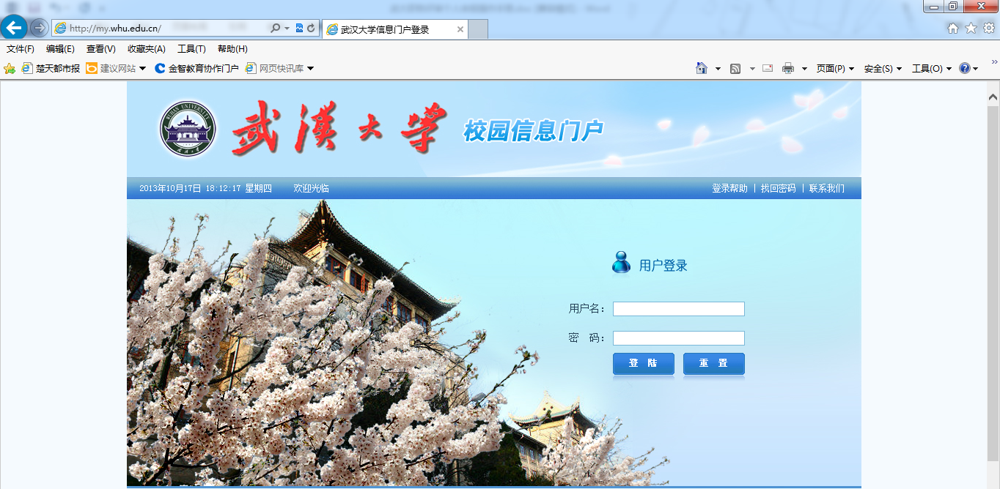 http://my.whu.edu.cn/
武汉大学信息门户登录
文件(F) 编辑(E) 查看(V) 收藏夹(A) 工具(T) 帮助(H)
楚天都市报 建议网站 金智教育协作门户 网页快讯库
页面(P) 安全(S) 工具(O)
WUHAN UNIVERSITY
武漢大學 校园信息门户
2013年10月17日 18:12:17 星期四 欢迎光临
登录帮助 | 找回密码 | 联系我们
用户登录
用户名：
密 码：
登 陆 重 置